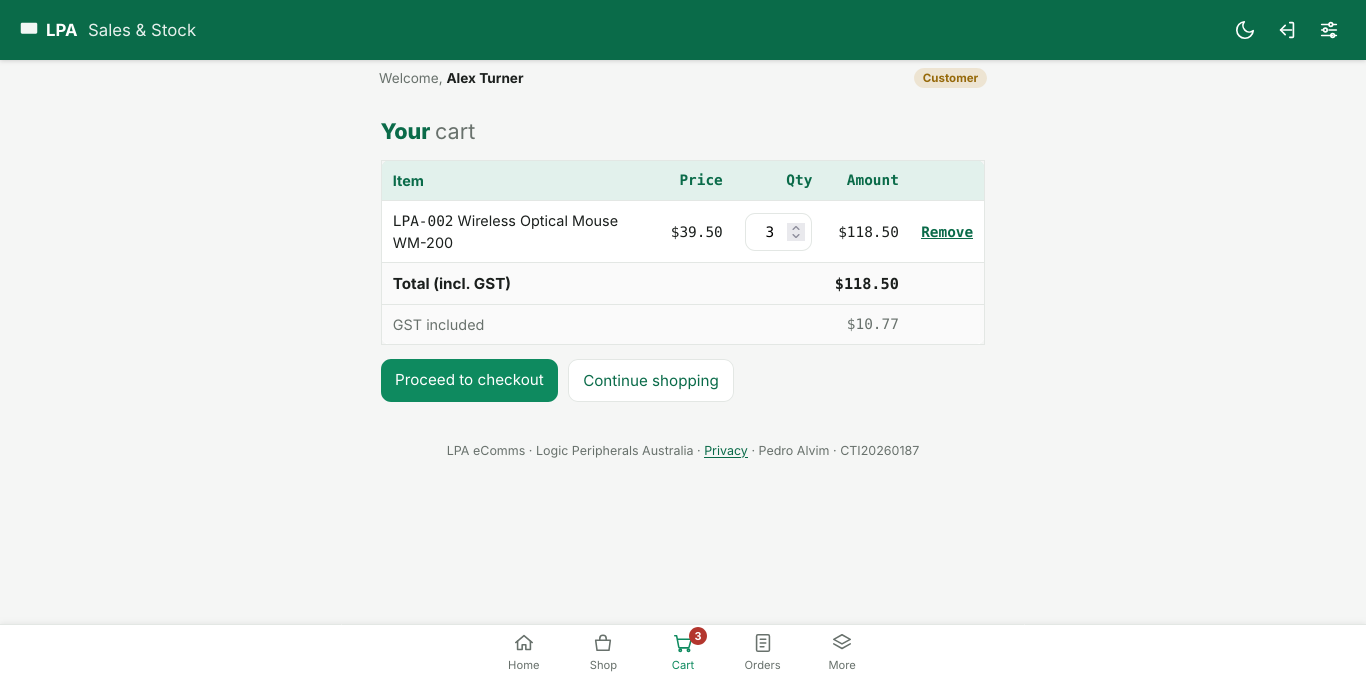 LPA Sales & Stock
Welcome, Alex Turner
Customer
Your cart
Item Price Qty Amount
LPA-002 Wireless Optical Mouse
WM-200
$39.50 3 $118.50 Remove
Total (incl. GST) $118.50
GST included $10.77
Proceed to checkout Continue shopping
LPA eComms · Logic Peripherals Australia · Privacy · Pedro Alvim · CTI20260187
3
Home Shop Cart Orders More